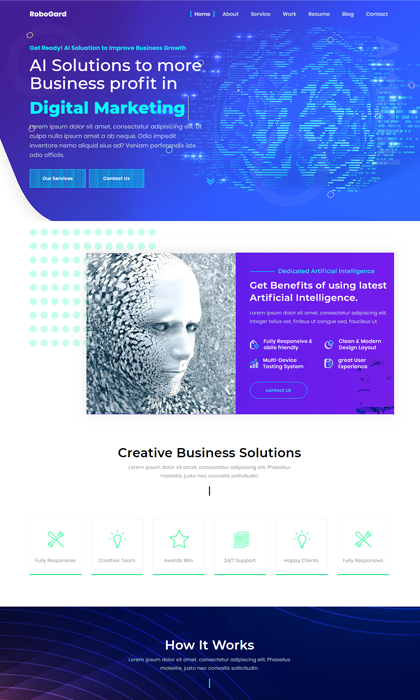 RoboGard
Home About Service Work Resume Blog Contact
Get Ready! AI Soluation to Improve Business Growth
AI Solutions to more
Business profit in
Digital Marketing
Lorem ipsum dolor sit amet, consectetur adipisicing elit. ut
culpa nulla ipsum amet a ab neque. Odio impedit
inventore nemo aliquid eius ad? Veniam perferendis iste
odio officiis.
Our Services Contact Us
Dedicated Artificial Intelligence
Get Benefits of using latest
Artificial Intelligence.
Lorem ipsum dolor sit amet, consectetur adipiscing elit.
Integer tellus est, finibus ut congue sed, faucibus ut
Fully Responsive & Clean & Modern
obile friendly Design Layout
Multi-Device great User
Testing System Experience
contact Us
Creative Business Solutions
Lorem ipsum dolor sit amet, consectetur adipiscing elit. Phasellus
molestie, justo nec convallis sollicitudin.
Fully Responsive. Creative Team. Awards Win. 24/7 Support. Happy Clients. Fully Responsive.
How It Works
Lorem ipsum dolor sit amet, consectetur adipiscing elit. Phasellus
molestie, justo nec convallis sollicitudin.